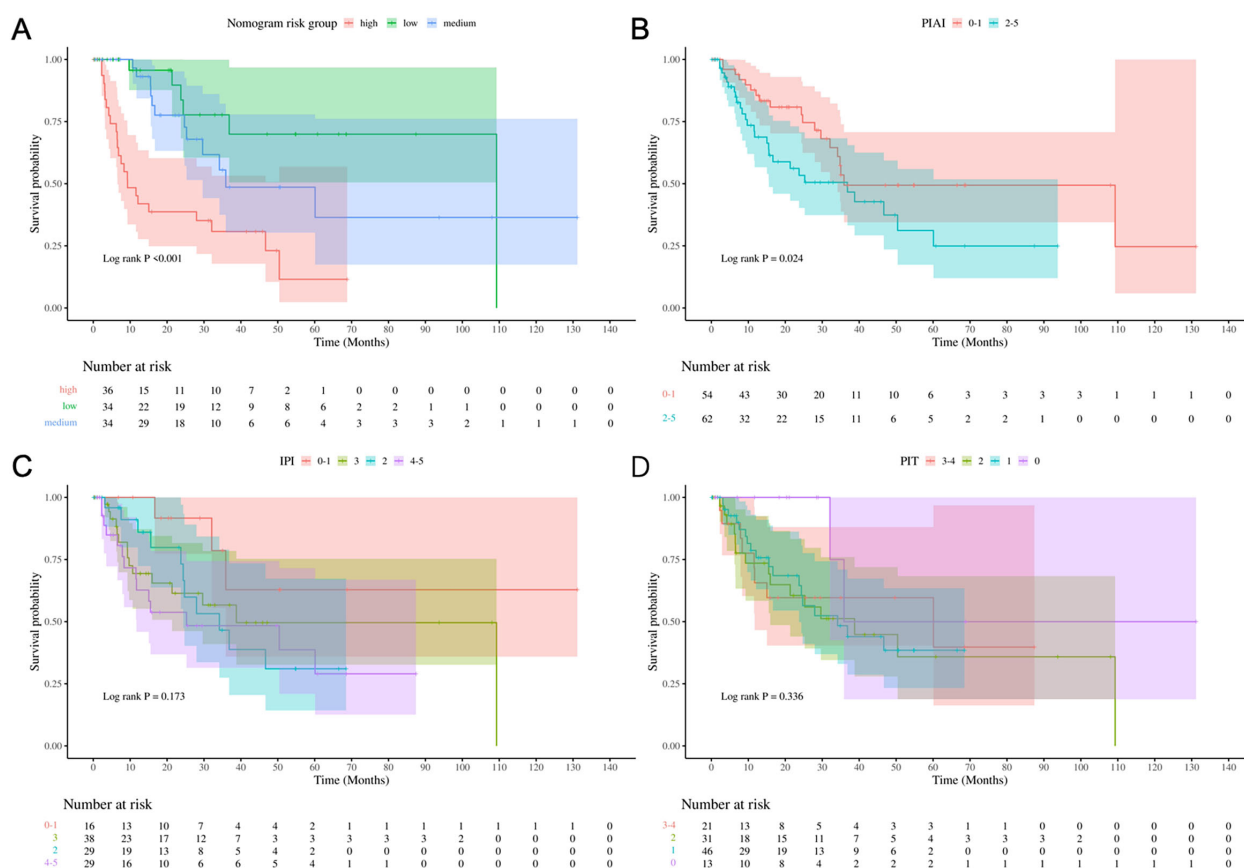 A
Nomogram risk group high low medium
Survival probability
1.00
0.75
0.50
0.25
0.00
Log rank P <0.001
0 10 20 30 40 50 60 70 80 90 100 110 120 130 140
Time (Months)
Number at risk
high 36 15 11 10 7 2 1 0 0 0 0 0 0 0 0
low 34 22 19 12 9 8 6 2 2 1 1 0 0 0 0
medium 34 29 18 10 6 6 4 3 3 3 2 1 1 1 0
B
PIAI 0-1 2-5
Survival probability
1.00
0.75
0.50
0.25
0.00
Log rank P = 0.024
0 10 20 30 40 50 60 70 80 90 100 110 120 130 140
Time (Months)
Number at risk
0-1 54 43 30 20 11 10 6 3 3 3 3 1 1 1 0
2-5 62 32 22 15 11 6 5 2 2 1 0 0 0 0 0
C
IPI 0-1 3 2 4-5
Survival probability
1.00
0.75
0.50
0.25
0.00
Log rank P = 0.173
0 10 20 30 40 50 60 70 80 90 100 110 120 130 140
Time (Months)
Number at risk
0-1 16 13 10 7 4 4 2 1 1 1 1 1 1 1 0
3 38 23 17 12 7 3 3 3 3 3 2 0 0 0 0
2 29 19 13 8 5 4 2 0 0 0 0 0 0 0 0
4-5 29 16 10 6 6 5 4 1 1 0 0 0 0 0 0
D
PIT 3-4 2 1 0
Survival probability
1.00
0.75
0.50
0.25
0.00
Log rank P = 0.336
0 10 20 30 40 50 60 70 80 90 100 110 120 130 140
Time (Months)
Number at risk
3-4 21 13 8 5 4 3 3 1 1 0 0 0 0 0 0
2 31 18 15 11 7 5 4 3 3 3 2 0 0 0 0
1 46 29 19 13 9 6 2 0 0 0 0 0 0 0 0
0 13 10 8 4 2 2 2 1 1 1 1 1 1 1 0